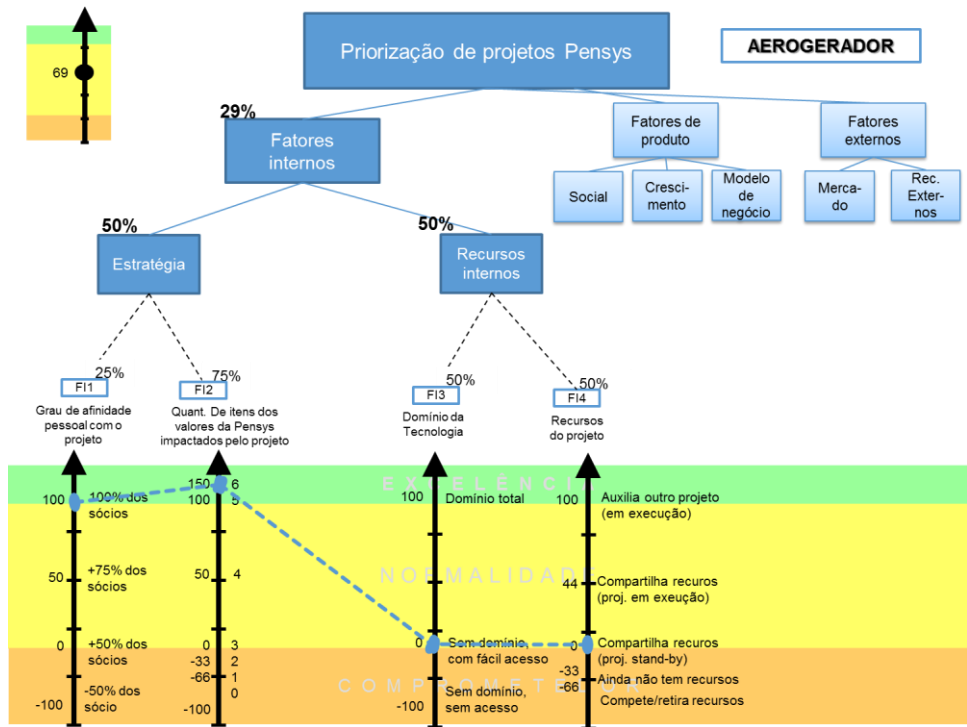 Priorização de projetos Pensys
AEROGERADOR
69
29%
Fatores
internos
Fatores de
produto
Fatores
externos
Social
Cresci-
mento
Modelo
de
negócio
Merca-
do
Rec.
Exter-
nos
50%
Estratégia
50%
Recursos
internos
25%
FI1
Grau de afinidade
pessoal com o
projeto
75%
FI2
Quant. De itens dos
valores da Pensys
impactados pelo projeto
50%
FI3
Domínio da
Tecnologia
50%
FI4
Recursos
do projeto
EXCELÊNCIA
NORMALIDADE
COMPROMETEDOR
100
100% dos
sócios
50
+75% dos
sócios
0
+50% dos
sócios
-100
-50% dos
sócio
150 6
100 5
50 4
0 3
-33 2
-66 1
0
-100
100 Domínio total
0 Sem domínio,
com fácil acesso
-100
Sem domínio,
sem acesso
100 Auxilia outro projeto
(em execução)
44 Compartilha recuros
(proj. em exeução)
0 Compartilha recuros
(proj. stand-by)
-33
Ainda não tem recursos
-66
Compete/retira recursos